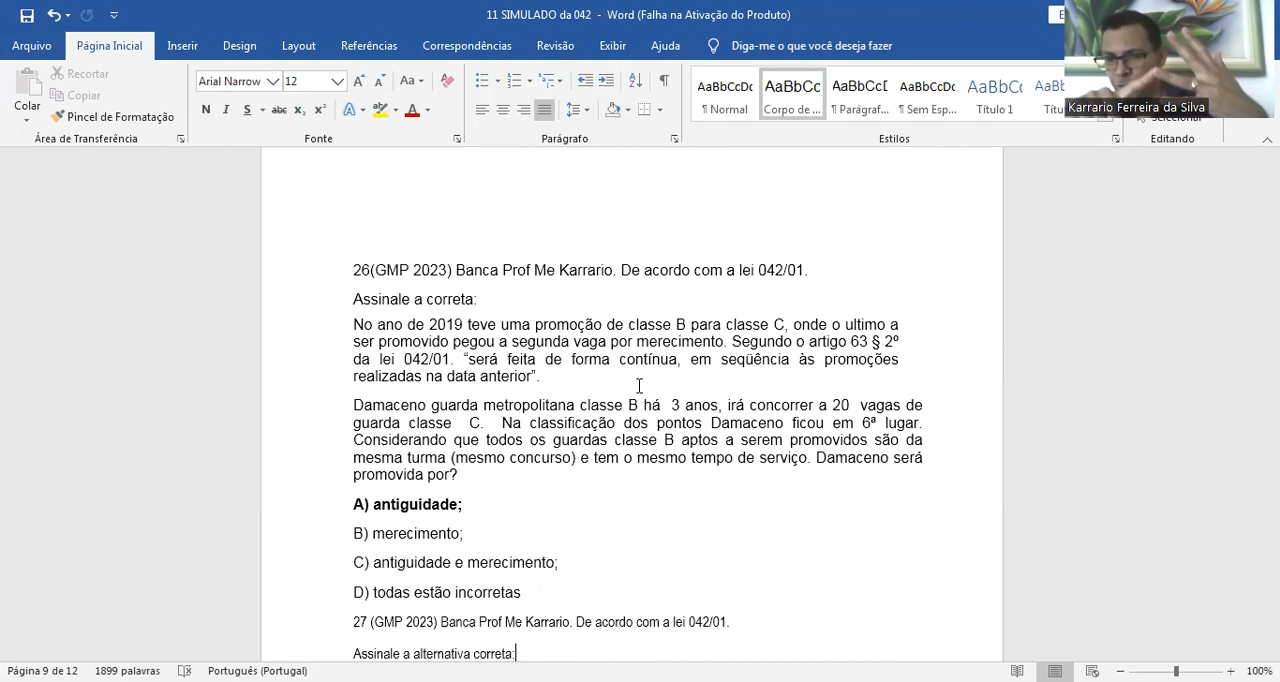 11 SIMULADO da 042 - Word (Falha na Ativação do Produto)
Arquivo Página Inicial Inserir Design Layout Referências Correspondências Revisão Exibir Ajuda Diga-me o que você deseja fazer
Karrario Ferreira da Silva
Colar
Recortar
Copiar
Pincel de Formatação
Área de Transferência
Arial Narrow 12
N I S abc x₂ x²
Fonte
Parágrafo
AaBbCcDc AaBbCc AaBbCcD AaBbCcDc AaBbCc AaBb
¶ Normal Corpo de ... ¶ Parágraf... ¶ Sem Esp... Título 1 Títu
Estilos
Selecionar
Editando
26(GMP 2023) Banca Prof Me Karrario. De acordo com a lei 042/01.
Assinale a correta:
No ano de 2019 teve uma promoção de classe B para classe C, onde o ultimo a
ser promovido pegou a segunda vaga por merecimento. Segundo o artigo 63 § 2º
da lei 042/01. “será feita de forma contínua, em seqüência às promoções
realizadas na data anterior”.
Damaceno guarda metropolitana classe B há 3 anos, irá concorrer a 20 vagas de
guarda classe C. Na classificação dos pontos Damaceno ficou em 6ª lugar.
Considerando que todos os guardas classe B aptos a serem promovidos são da
mesma turma (mesmo concurso) e tem o mesmo tempo de serviço. Damaceno será
promovida por?
A) antiguidade;
B) merecimento;
C) antiguidade e merecimento;
D) todas estão incorretas
27 (GMP 2023) Banca Prof Me Karrario. De acordo com a lei 042/01.
Assinale a alternativa correta:
Página 9 de 12 1899 palavras Português (Portugal) 100%